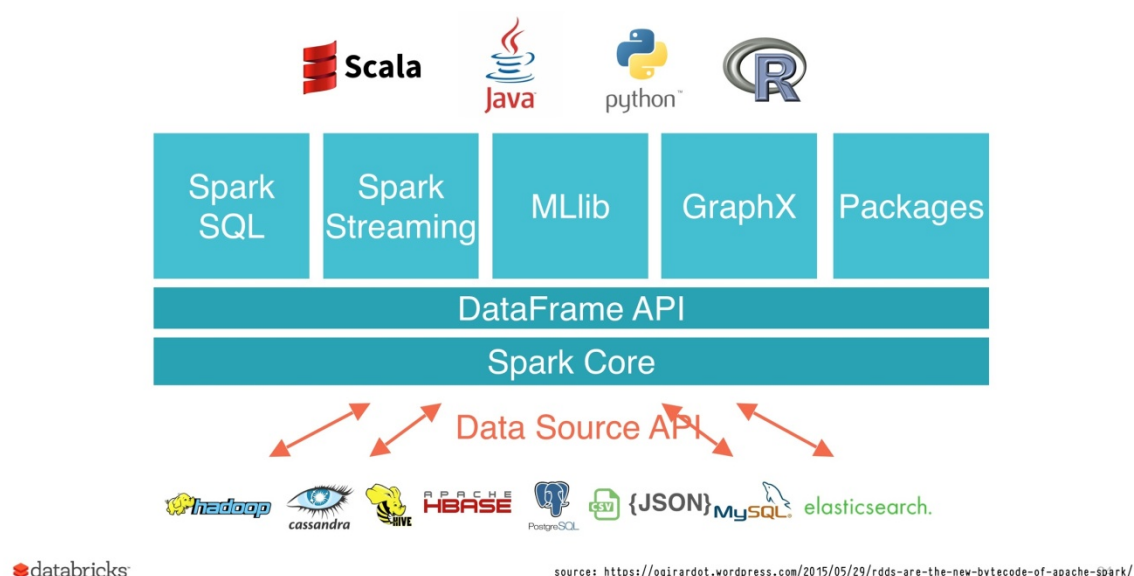 Scala
Java
python™
R
Spark SQL
Spark Streaming
MLlib
GraphX
Packages
DataFrame API
Spark Core
Data Source API
hadoop
cassandra
HIVE
APACHE HBASE
PostgreSQL
CSV
{JSON}
MySQL
elasticsearch.
databricks
source: https://ogirardot.wordpress.com/2015/05/29/rdds-are-the-new-bytecode-of-apache-spark/